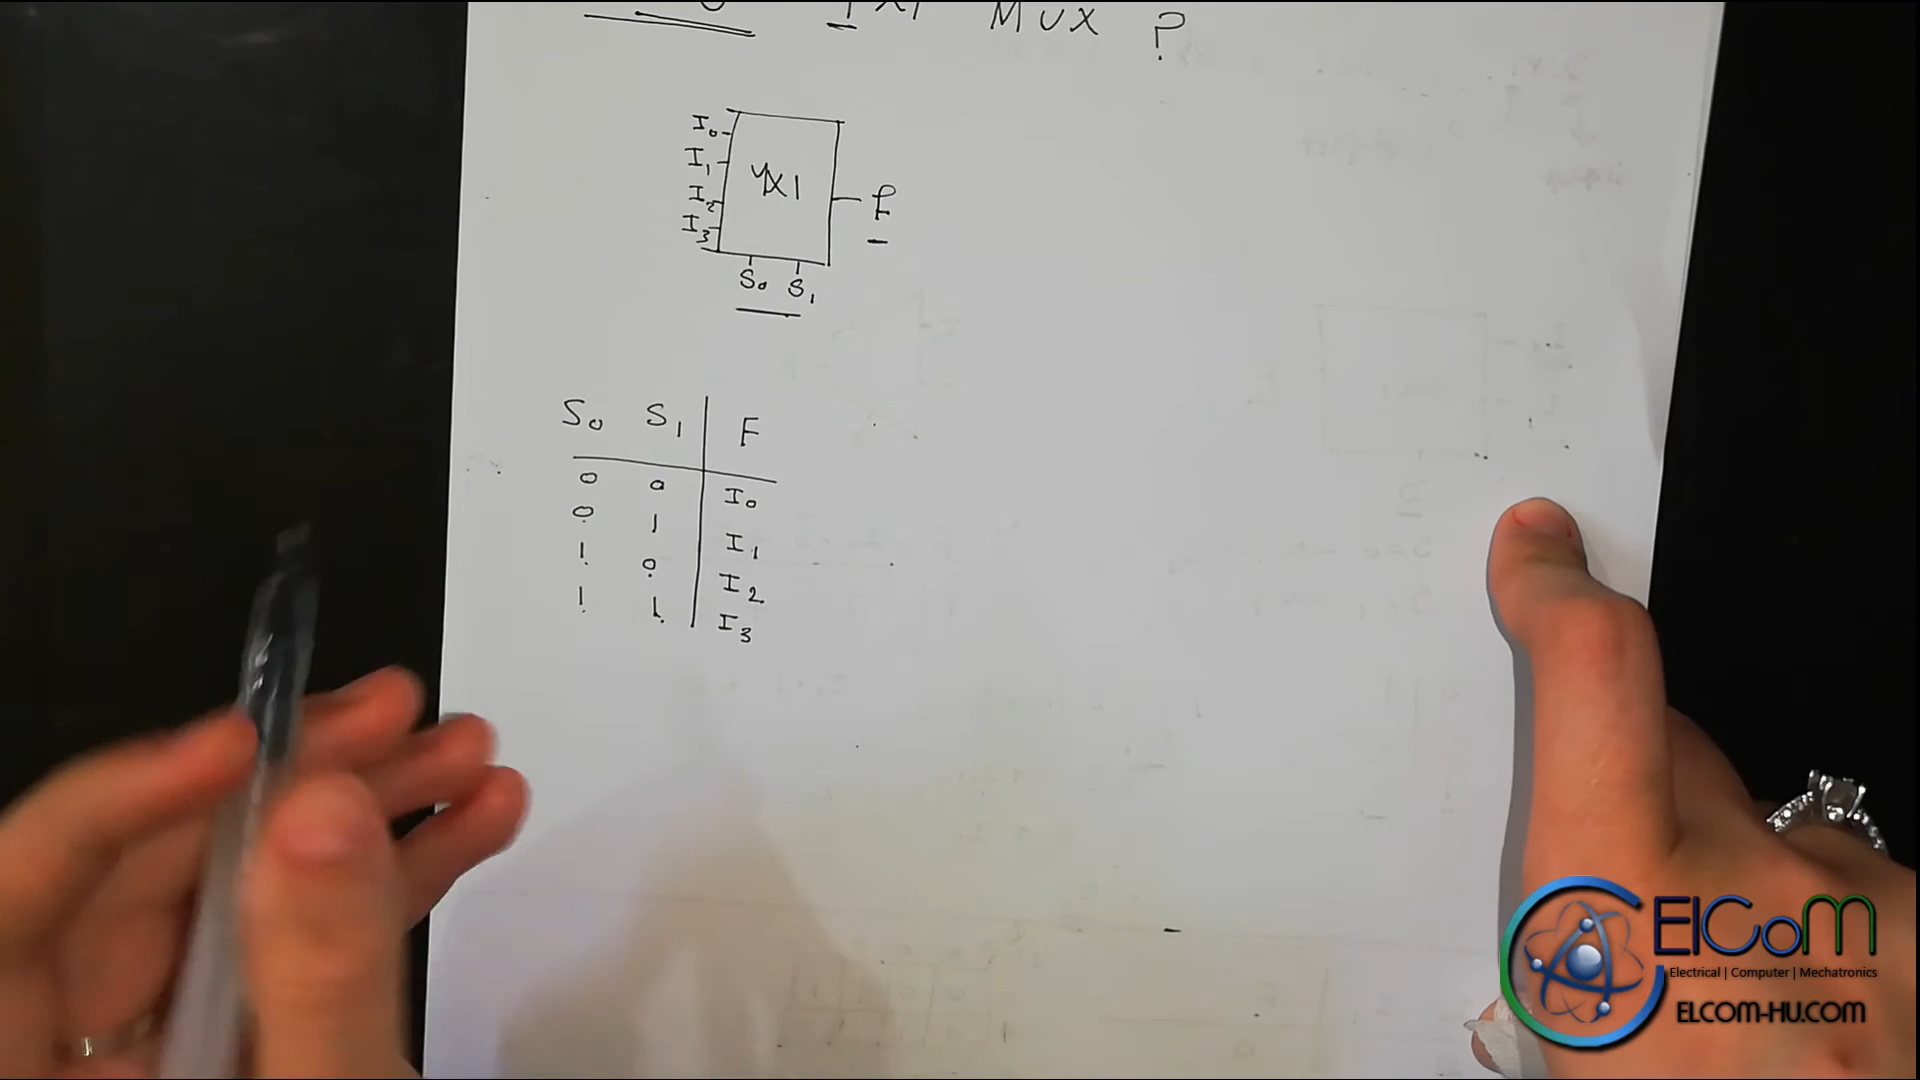 4x1 MUX ?
I0
I1
I2
I3
4X1
F
S0 S1
S0 S1 F
0 0 I0
0 1 I1
1 0 I2
1 1 I3
ElCoM
Electrical | Computer | Mechatronics
ELCOM-HU.COM